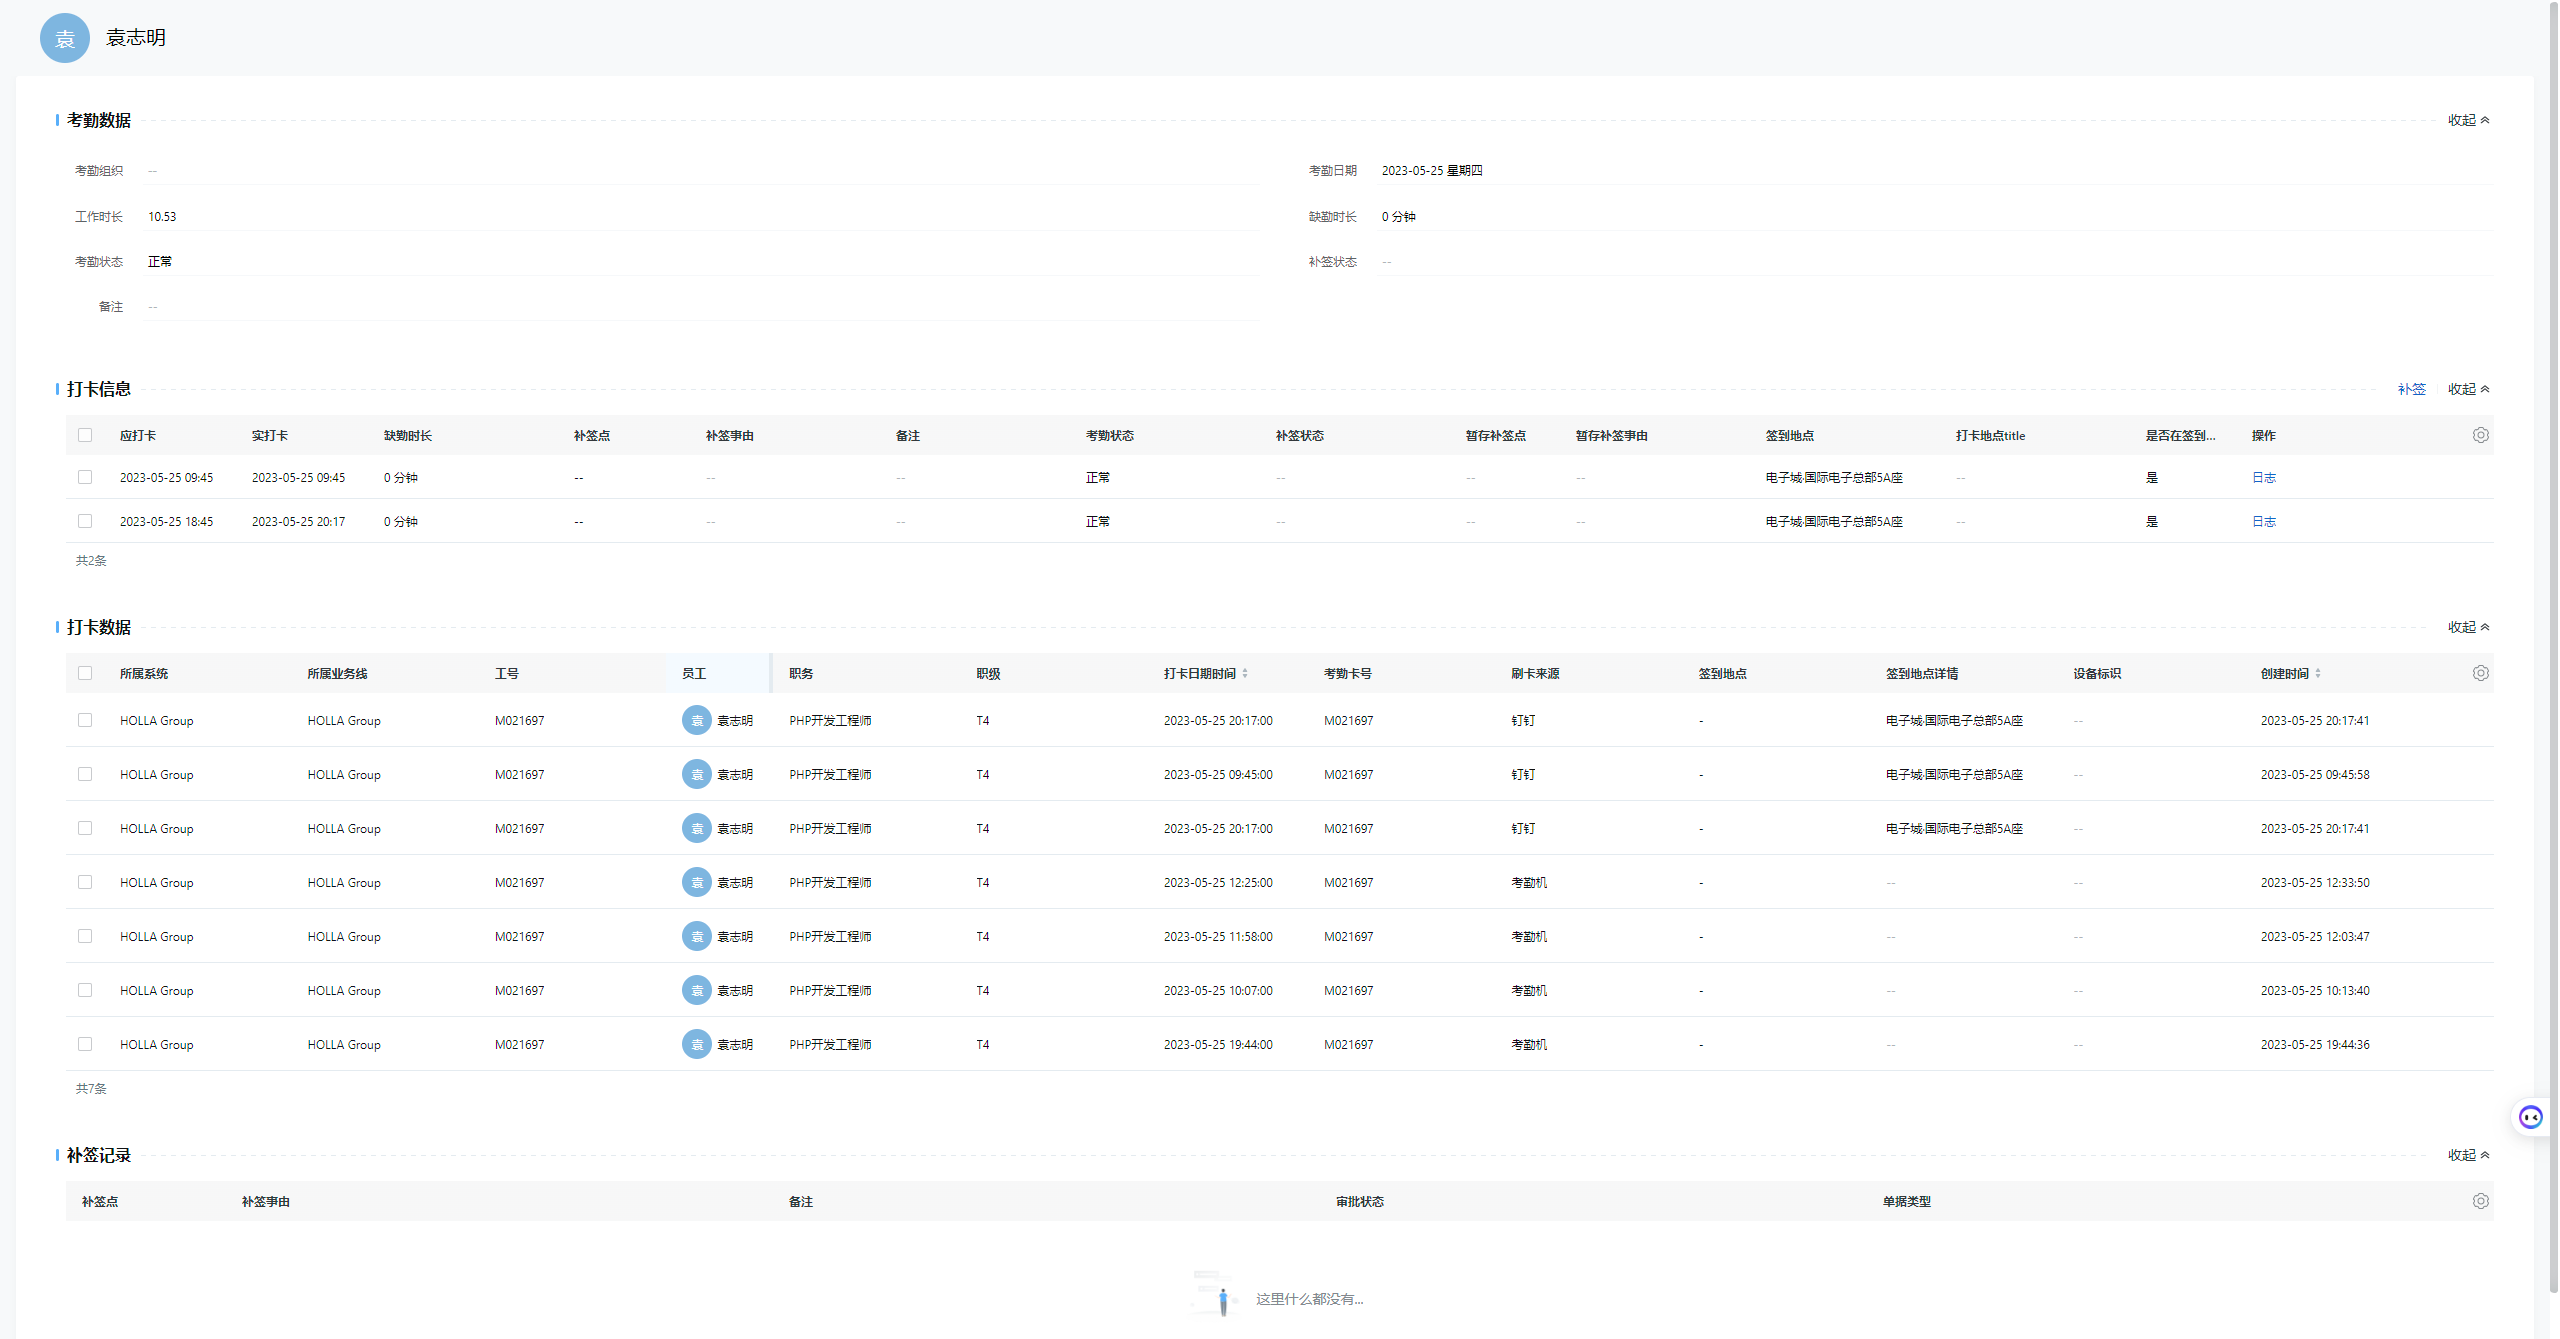 袁 袁志明
考勤数据 收起
考勤组织 -- 考勤日期 2023-05-25 星期四
工作时长 10.53 缺勤时长 0 分钟
考勤状态 正常 补签状态 --
备注 --
打卡信息 补签 收起
应打卡 实打卡 缺勤时长 补签点 补签事由 备注 考勤状态 补签状态 暂存补签点 暂存补签事由 签到地点 打卡地点title 是否在签到... 操作
2023-05-25 09:45 2023-05-25 09:45 0 分钟 -- -- -- 正常 -- -- -- 电子城·国际电子总部5A座 -- 是 日志
2023-05-25 18:45 2023-05-25 20:17 0 分钟 -- -- -- 正常 -- -- -- 电子城·国际电子总部5A座 -- 是 日志
共2条
打卡数据 收起
所属系统 所属业务线 工号 员工 职务 职级 打卡日期时间 考勤卡号 刷卡来源 签到地点 签到地点详情 设备标识 创建时间
HOLLA Group HOLLA Group M021697 袁 袁志明 PHP开发工程师 T4 2023-05-25 20:17:00 M021697 钉钉 - 电子城·国际电子总部5A座 -- 2023-05-25 20:17:41
HOLLA Group HOLLA Group M021697 袁 袁志明 PHP开发工程师 T4 2023-05-25 09:45:00 M021697 钉钉 - 电子城·国际电子总部5A座 -- 2023-05-25 09:45:58
HOLLA Group HOLLA Group M021697 袁 袁志明 PHP开发工程师 T4 2023-05-25 20:17:00 M021697 钉钉 - 电子城·国际电子总部5A座 -- 2023-05-25 20:17:41
HOLLA Group HOLLA Group M021697 袁 袁志明 PHP开发工程师 T4 2023-05-25 12:25:00 M021697 考勤机 - -- -- 2023-05-25 12:33:50
HOLLA Group HOLLA Group M021697 袁 袁志明 PHP开发工程师 T4 2023-05-25 11:58:00 M021697 考勤机 - -- -- 2023-05-25 12:03:47
HOLLA Group HOLLA Group M021697 袁 袁志明 PHP开发工程师 T4 2023-05-25 10:07:00 M021697 考勤机 - -- -- 2023-05-25 10:13:40
HOLLA Group HOLLA Group M021697 袁 袁志明 PHP开发工程师 T4 2023-05-25 19:44:00 M021697 考勤机 - -- -- 2023-05-25 19:44:36
共7条
补签记录 收起
补签点 补签事由 备注 审批状态 单据类型
这里什么都没有...